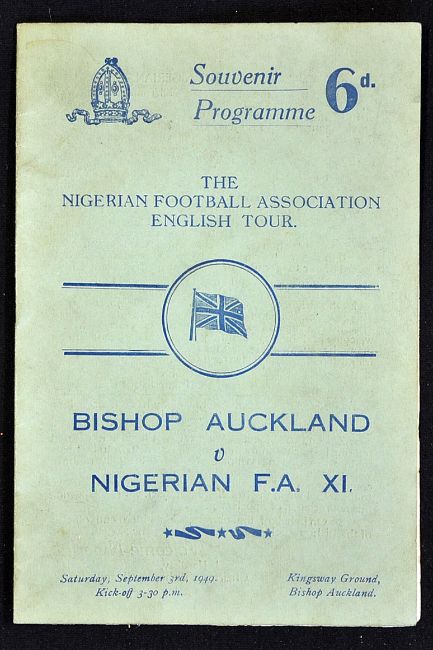 Souvenir
Programme
6d.
THE
NIGERIAN FOOTBALL ASSOCIATION
ENGLISH TOUR.
BISHOP AUCKLAND
v
NIGERIAN F.A. XI.
Saturday, September 3rd, 1949.
Kick-off 3-30 p.m.
Kingsway Ground,
Bishop Auckland.